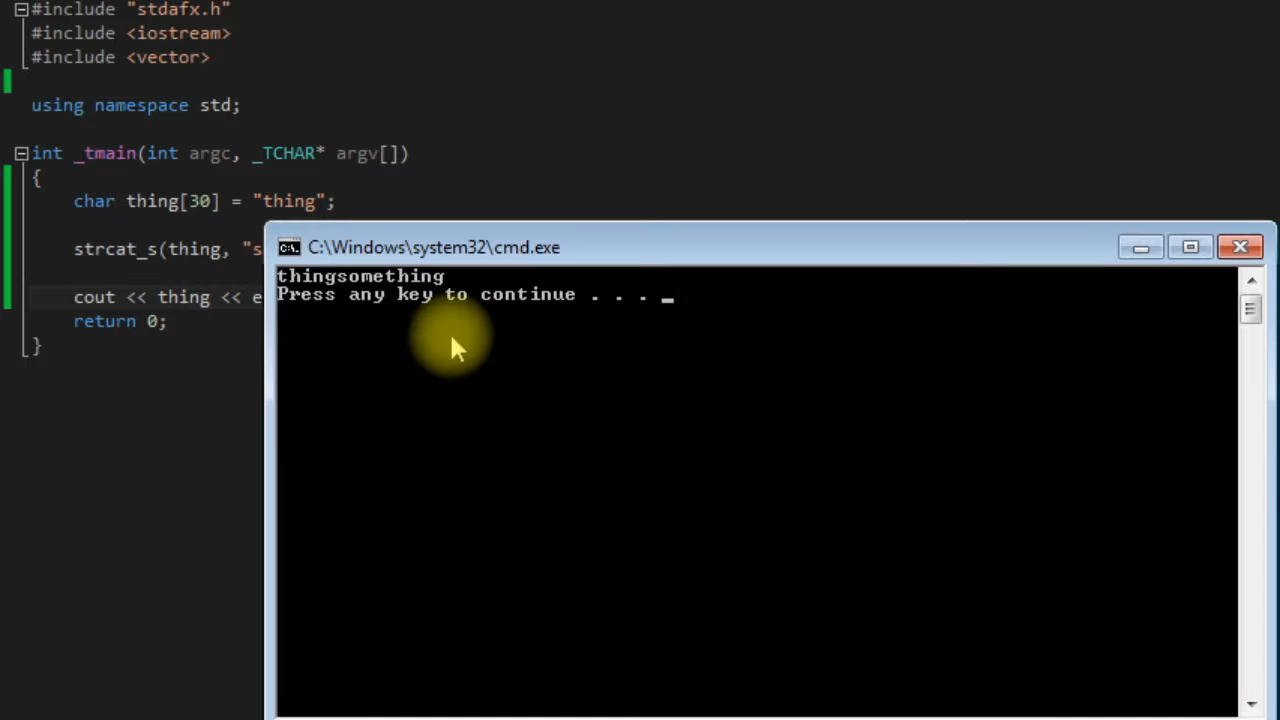 #include "stdafx.h"
#include <iostream>
#include <vector>
using namespace std;
int _tmain(int argc, _TCHAR* argv[])
{
char thing[30] = "thing";
strcat_s(thing, "s
cout << thing << e
return 0;
}
C:\Windows\system32\cmd.exe
thingsomething
Press any key to continue . . . _